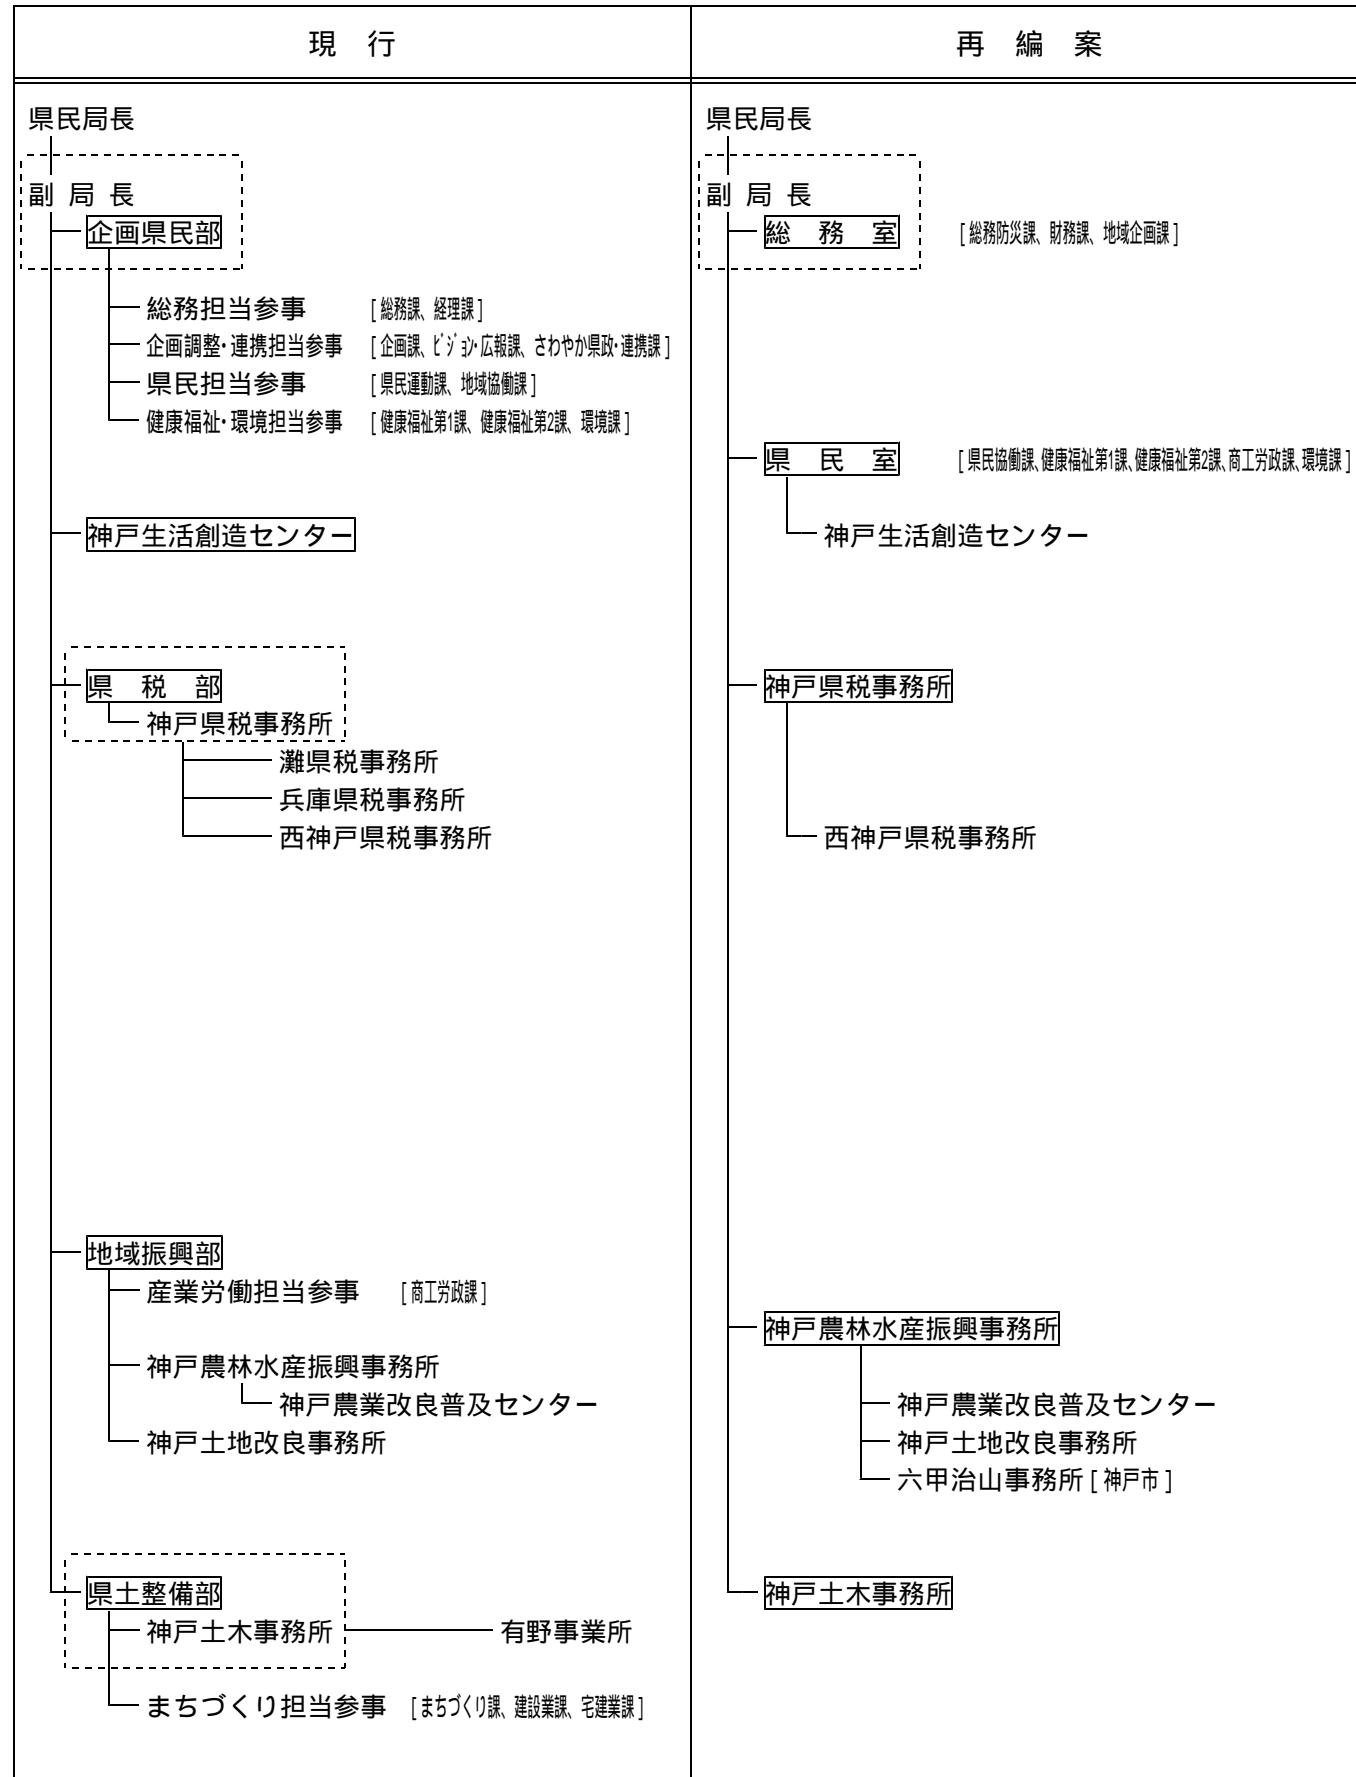 現 行
県民局長
副 局 長
企画県民部
総務担当参事 [総務課、経理課]
企画調整・連携担当参事 [企画課、ﾋﾞｼﾞｮﾝ・広報課、さわやか県政・連携課]
県民担当参事 [県民運動課、地域協働課]
健康福祉・環境担当参事 [健康福祉第1課、健康福祉第2課、環境課]
神戸生活創造センター
県 税 部
神戸県税事務所
灘県税事務所
兵庫県税事務所
西神戸県税事務所
地域振興部
産業労働担当参事 [商工労政課]
神戸農林水産振興事務所
神戸農業改良普及センター
神戸土地改良事務所
県土整備部
神戸土木事務所 有野事業所
まちづくり担当参事 [まちづくり課、建設業課、宅建業課]
再 編 案
県民局長
副 局 長
総 務 室 [総務防災課、財務課、地域企画課]
県 民 室 [県民協働課、健康福祉第1課、健康福祉第2課、商工労政課、環境課]
神戸生活創造センター
神戸県税事務所
西神戸県税事務所
神戸農林水産振興事務所
神戸農業改良普及センター
神戸土地改良事務所
六甲治山事務所[神戸市]
神戸土木事務所